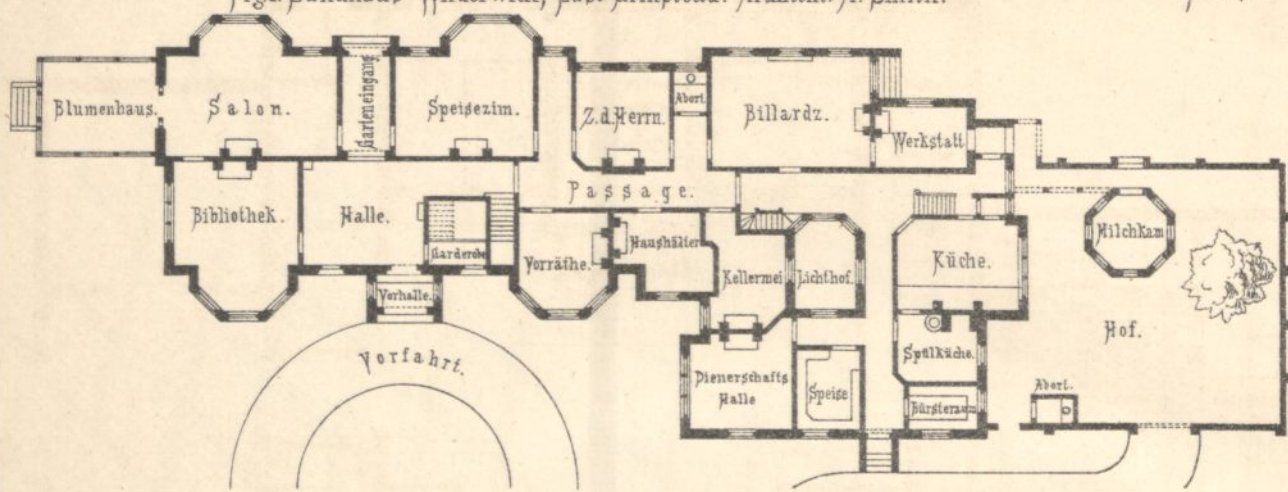 Blumenhaus.
Salon.
Garteneingang
Speisezim.
Z.d.Herrn.
Abort.
Billardz.
Werkstatt
Passage.
Bibliothek.
Halle.
Garderobe
Vorhalle.
Vorfahrt.
Vorräthe.
Haushälter
Kellermei
Lichthof.
Küche.
Milchkam
Hof.
Dienerschafts
Halle
Speise
Spülküche.
Bürstenraum
Abort.